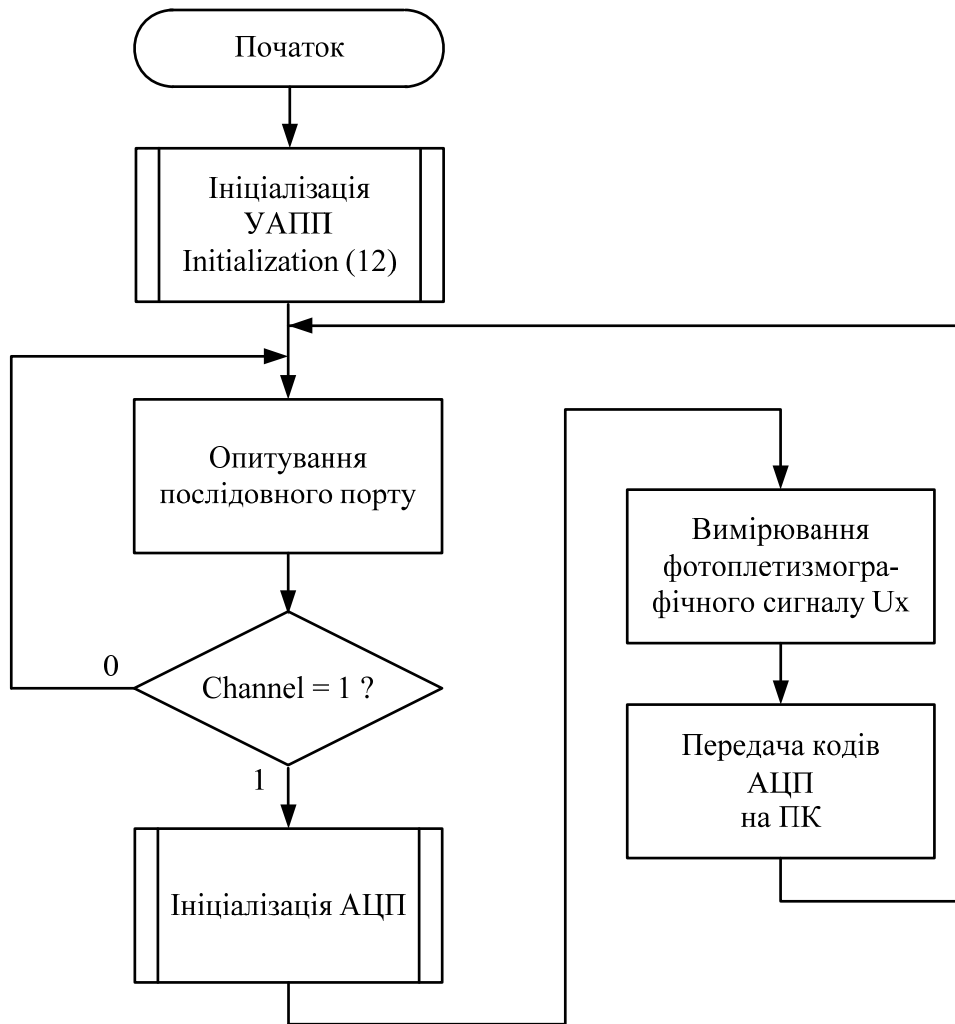 Початок
Ініціалізація
УАПП
Initialization (12)
Опитування
послідовного порту
0
Channel = 1 ?
1
Ініціалізація АЦП
Вимірювання
фотоплетизмогра-
фічного сигналу Ux
Передача кодів
АЦП
на ПК